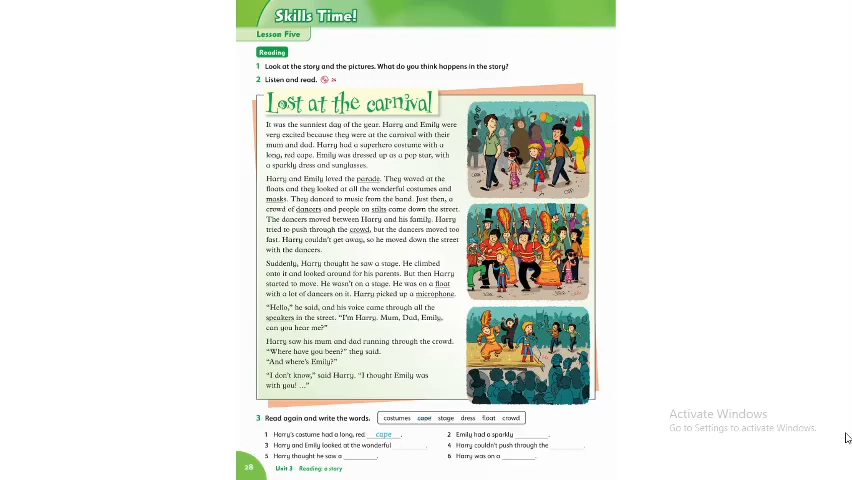 Skills Time!
Lesson Five
Reading
1 Look at the story and the pictures. What do you think happens in the story?
2 Listen and read. 26
Lost at the carnival
It was the sunniest day of the year. Harry and Emily were
very excited because they were at the carnival with their
mum and dad. Harry had a superhero costume with a
long, red cape. Emily was dressed up as a pop star, with
a sparkly dress and sunglasses.
Harry and Emily loved the parade. They waved at the
floats and they looked at all the wonderful costumes and
masks. They danced to music from the band. Just then, a
crowd of dancers and people on stilts came down the street.
The dancers moved between Harry and his family. Harry
tried to push through the crowd, but the dancers moved too
fast. Harry couldn't get away, so he moved down the street
with the dancers.
Suddenly, Harry thought he saw a stage. He climbed
onto it and looked around for his parents. But then Harry
started to move. He wasn't on a stage. He was on a float
with a lot of dancers on it. Harry picked up a microphone.
"Hello," he said, and his voice came through all the
speakers in the street. "I'm Harry. Mum, Dad, Emily,
can you hear me?"
Harry saw his mum and dad running through the crowd.
"Where have you been?" they said.
"And where's Emily?"
"I don't know," said Harry. "I thought Emily was
with you! ..."
3 Read again and write the words.
costumes cape stage dress float crowd
1 Harry's costume had a long, red cape .
2 Emily had a sparkly ________.
3 Harry and Emily looked at the wonderful ________.
4 Harry couldn't push through the ________.
5 Harry thought he saw a ________.
6 Harry was on a ________.
28 Unit 3 Reading: a story
Activate Windows
Go to Settings to activate Windows.